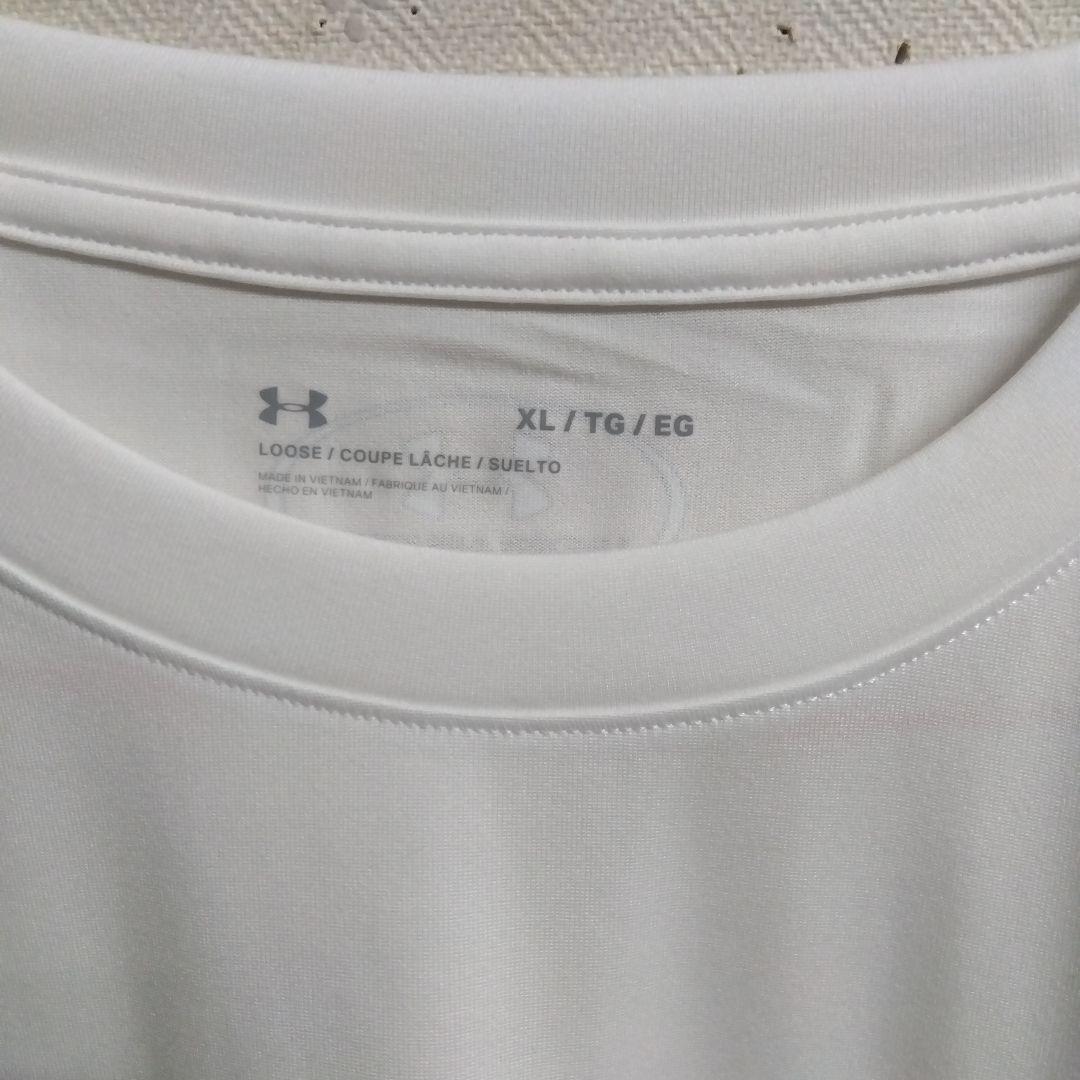 XL / TG / EG
LOOSE / COUPE LÂCHE / SUELTO
MADE IN VIETNAM / FABRIQUE AU VIETNAM /
HECHO EN VIETNAM